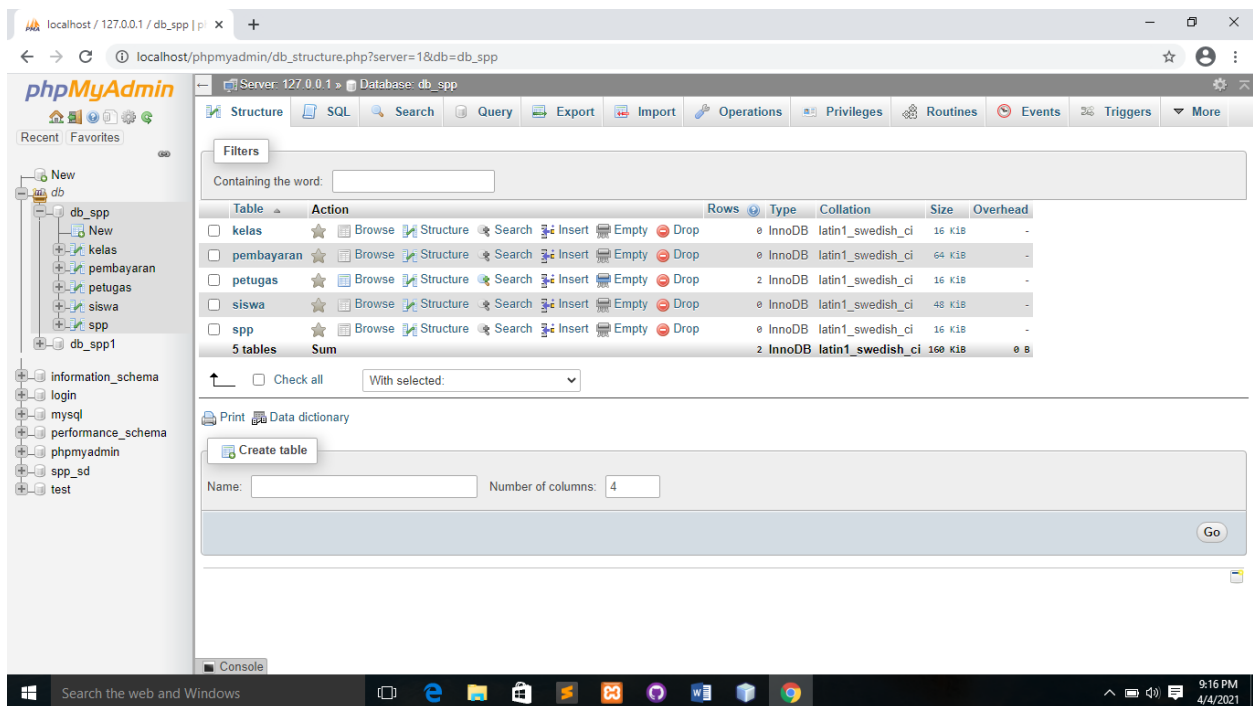 localhost / 127.0.0.1 / db_spp | p
localhost/phpmyadmin/db_structure.php?server=1&db=db_spp
phpMyAdmin
Recent Favorites
New
db
db_spp
New
kelas
pembayaran
petugas
siswa
spp
db_spp1
information_schema
login
mysql
performance_schema
phpmyadmin
spp_sd
test
Server: 127.0.0.1 » Database: db_spp
Structure SQL Search Query Export Import Operations Privileges Routines Events Triggers More
Filters
Containing the word:
Table Action Rows Type Collation Size Overhead
kelas Browse Structure Search Insert Empty Drop 0 InnoDB latin1_swedish_ci 16 KiB -
pembayaran Browse Structure Search Insert Empty Drop 0 InnoDB latin1_swedish_ci 64 KiB -
petugas Browse Structure Search Insert Empty Drop 2 InnoDB latin1_swedish_ci 16 KiB -
siswa Browse Structure Search Insert Empty Drop 0 InnoDB latin1_swedish_ci 48 KiB -
spp Browse Structure Search Insert Empty Drop 0 InnoDB latin1_swedish_ci 16 KiB -
5 tables Sum 2 InnoDB latin1_swedish_ci 160 KiB 0 B
Check all With selected:
Print Data dictionary
Create table
Name: Number of columns: 4
Go
Console
Search the web and Windows
9:16 PM
4/4/2021